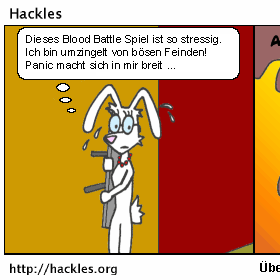 Hackles
Dieses Blood Battle Spiel ist so stressig.
Ich bin umzingelt von bösen Feinden!
Panic macht sich in mir breit ...
http://hackles.org